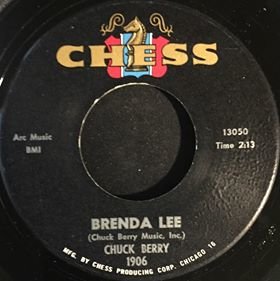 CHESS
Arc Music
BMI
13050
Time 2:13
BRENDA LEE
(Chuck Berry Music, Inc.)
CHUCK BERRY
1906
MFG. BY CHESS PRODUCING CORP. CHICAGO 16